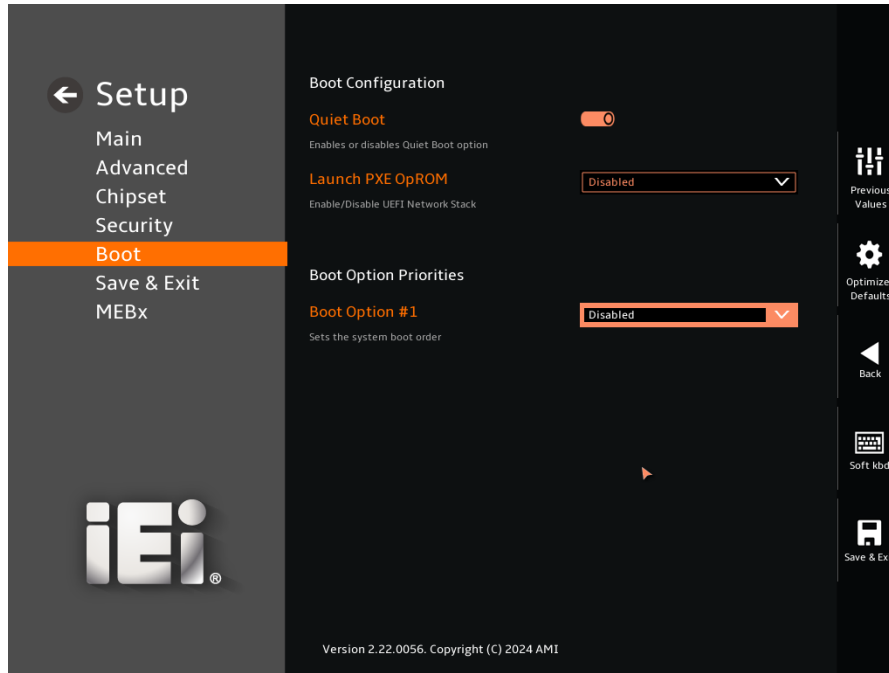 Setup
Main
Advanced
Chipset
Security
Boot
Save & Exit
MEBx
iEi
®
Boot Configuration
Quiet Boot
Enables or disables Quiet Boot option
Launch PXE OpROM
Disabled
Enable/Disable UEFI Network Stack
Boot Option Priorities
Boot Option #1
Disabled
Sets the system boot order
Version 2.22.0056. Copyright (C) 2024 AMI
Previous
Values
Optimize
Defaults
Back
Soft kbd
Save & Ex